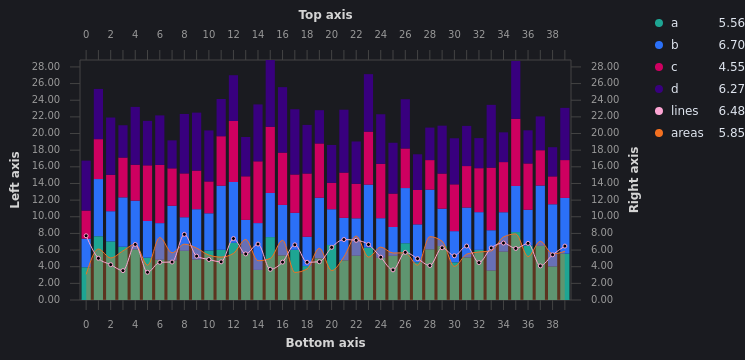 Top axis
0 2 4 6 8 10 12 14 16 18 20 22 24 26 28 30 32 34 36 38
a 5.56
b 6.70
c 4.55
d 6.27
lines 6.48
areas 5.85
Left axis
28.00 28.00
26.00 26.00
24.00 24.00
22.00 22.00
20.00 20.00
18.00 18.00
16.00 16.00
14.00 14.00
12.00 12.00
10.00 10.00
8.00 8.00
6.00 6.00
4.00 4.00
2.00 2.00
0.00 0.00
Right axis
0 2 4 6 8 10 12 14 16 18 20 22 24 26 28 30 32 34 36 38
Bottom axis